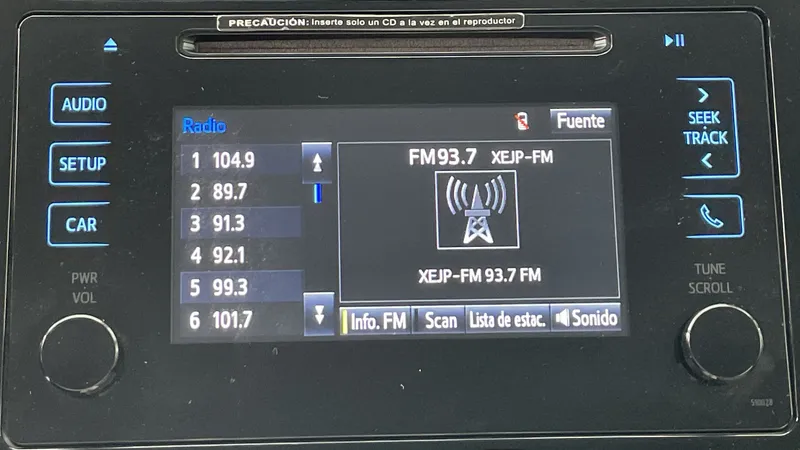 PRECAUCIÓN: Inserte solo un CD a la vez en el reproductor
AUDIO
SETUP
CAR
PWR
VOL
Radio
Fuente
1 104.9
2 89.7
3 91.3
4 92.1
5 99.3
6 101.7
FM 93.7 XEJP-FM
XEJP-FM 93.7 FM
Info. FM
Scan
Lista de estac.
Sonido
SEEK
TRACK
TUNE
SCROLL